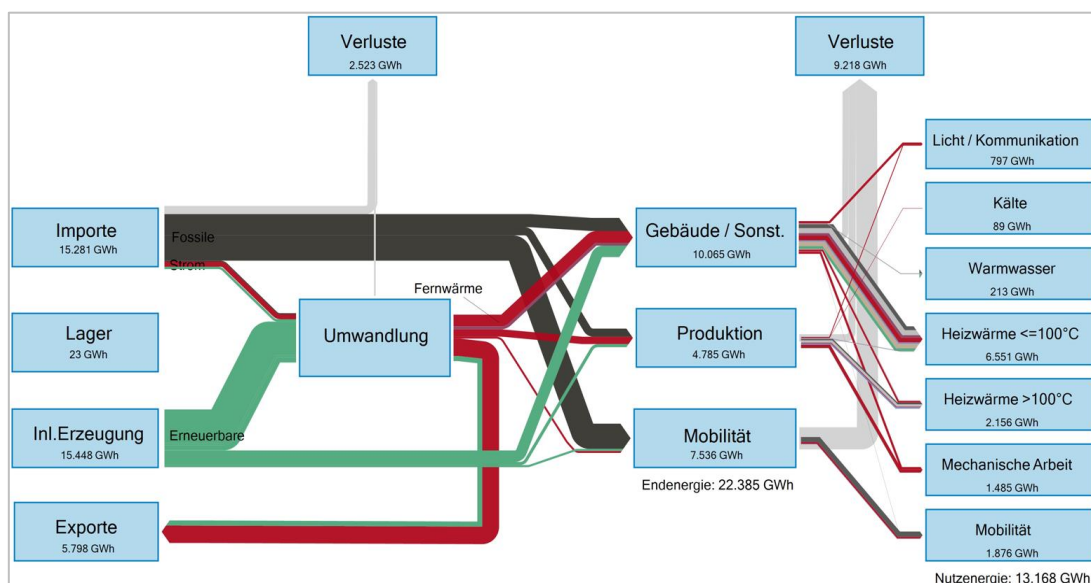 Verluste
2.523 GWh
Verluste
9.218 GWh
Importe
15.281 GWh
Fossile
Strom
Lager
23 GWh
Inl.Erzeugung
15.448 GWh
Erneuerbare
Exporte
5.798 GWh
Umwandlung
Fernwärme
Gebäude / Sonst.
10.065 GWh
Produktion
4.785 GWh
Mobilität
7.536 GWh
Endenergie: 22.385 GWh
Licht / Kommunikation
797 GWh
Kälte
89 GWh
Warmwasser
213 GWh
Heizwärme <=100°C
6.551 GWh
Heizwärme >100°C
2.156 GWh
Mechanische Arbeit
1.485 GWh
Mobilität
1.876 GWh
Nutzenergie: 13.168 GWh